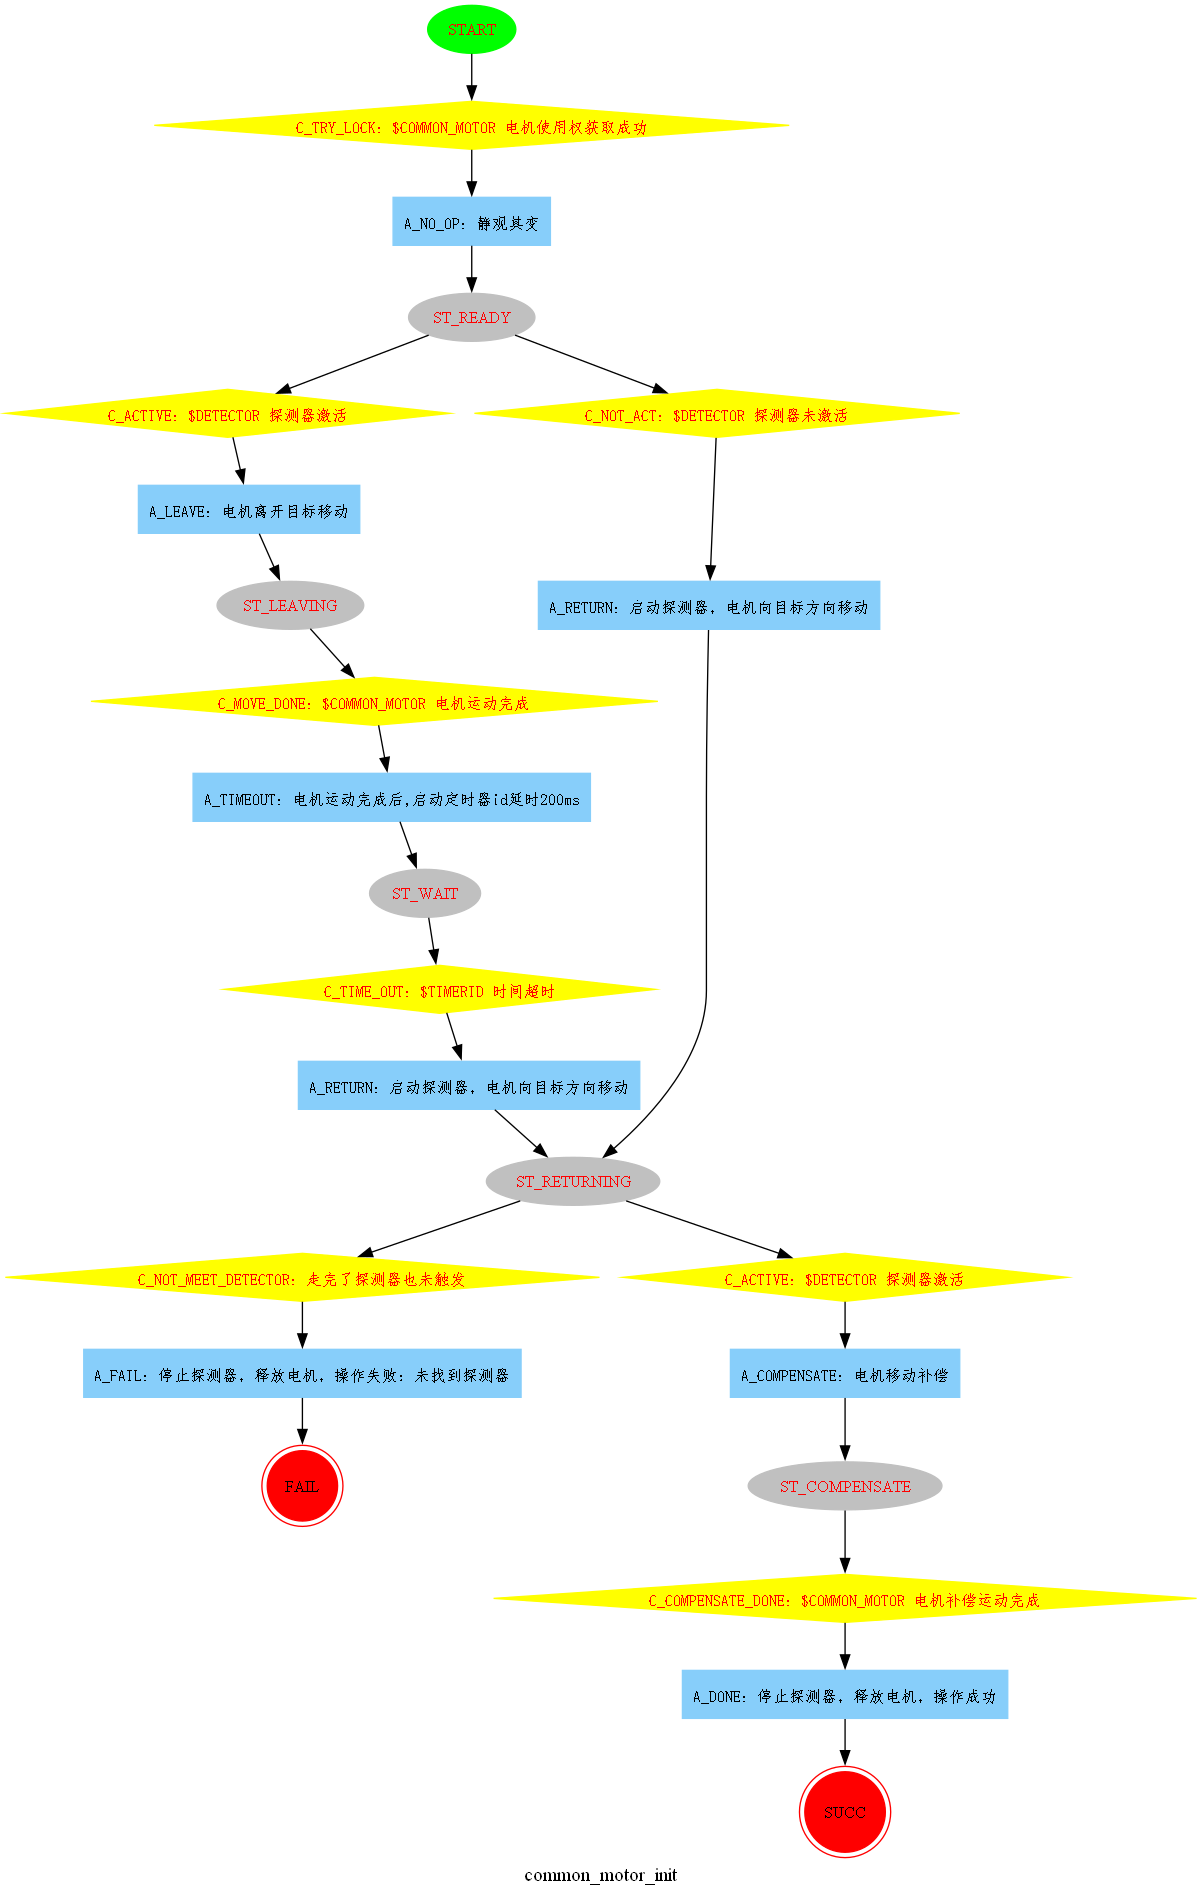 START
C_TRY_LOCK: $COMMON_MOTOR 电机使用权获取成功
A_NO_OP: 静观其变
ST_READY
C_ACTIVE: $DETECTOR 探测器激活
C_NOT_ACT: $DETECTOR 探测器未激活
A_LEAVE: 电机离开目标移动
ST_LEAVING
A_RETURN: 启动探测器，电机向目标方向移动
C_MOVE_DONE: $COMMON_MOTOR 电机运动完成
A_TIMEOUT: 电机运动完成后,启动定时器id延时200ms
ST_WAIT
C_TIME_OUT: $TIMERID 时间超时
A_RETURN: 启动探测器，电机向目标方向移动
ST_RETURNING
C_NOT_MEET_DETECTOR: 走完了探测器也未触发
C_ACTIVE: $DETECTOR 探测器激活
A_FAIL: 停止探测器，释放电机，操作失败：未找到探测器
A_COMPENSATE: 电机移动补偿
FAIL
ST_COMPENSATE
C_COMPENSATE_DONE: $COMMON_MOTOR 电机补偿运动完成
A_DONE: 停止探测器，释放电机，操作成功
SUCC
common_motor_init